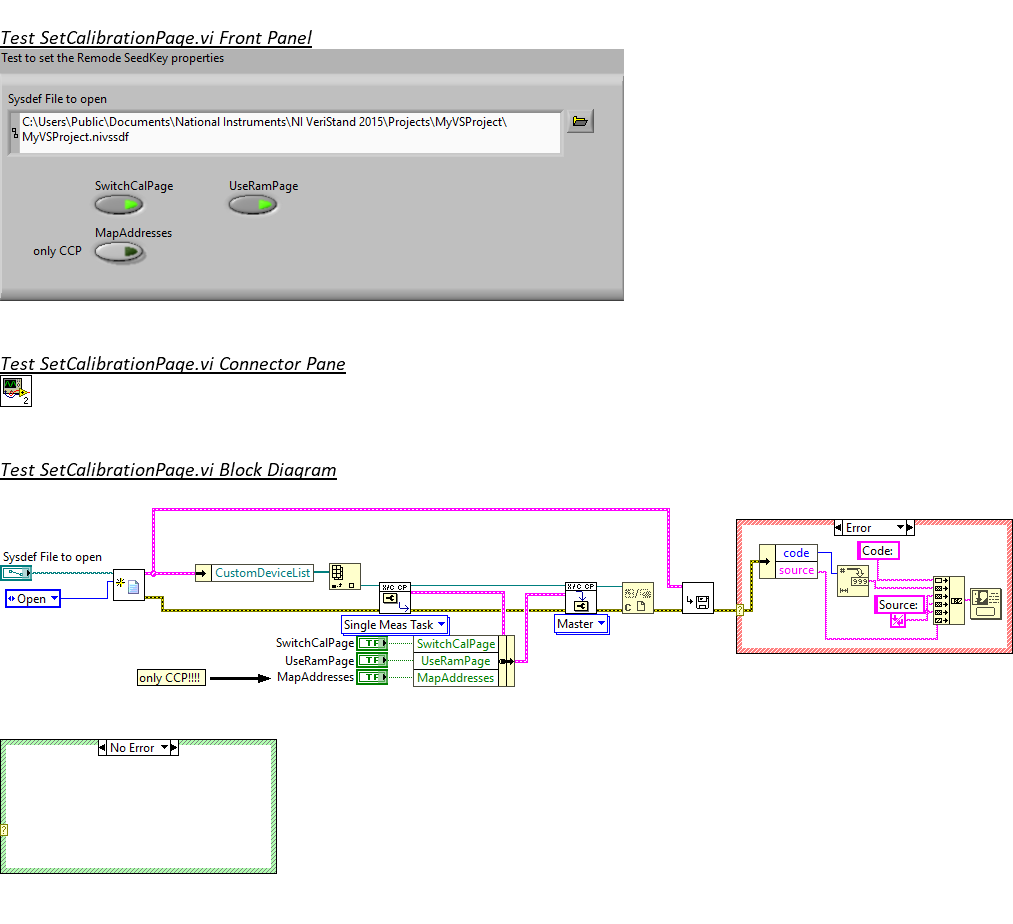 Test SetCalibrationPage.vi Front Panel
Test to set the Remode SeedKey properties
Sysdef File to open
C:\Users\Public\Documents\National Instruments\NI VeriStand 2015\Projects\MyVSProject\
MyVSProject.nivssdf
SwitchCalPage UseRamPage
MapAddresses
only CCP
Test SetCalibrationPage.vi Connector Pane
2
Test SetCalibrationPage.vi Block Diagram
Error
Sysdef File to open
code
Code:
source
CustomDeviceList
# 999
Open
X/C CP
X/C CP
C
Source:
Single Meas Task
Master
?
SwitchCalPage TF SwitchCalPage
UseRamPage TF UseRamPage
only CCP!!!! MapAddresses TF MapAddresses
No Error
?